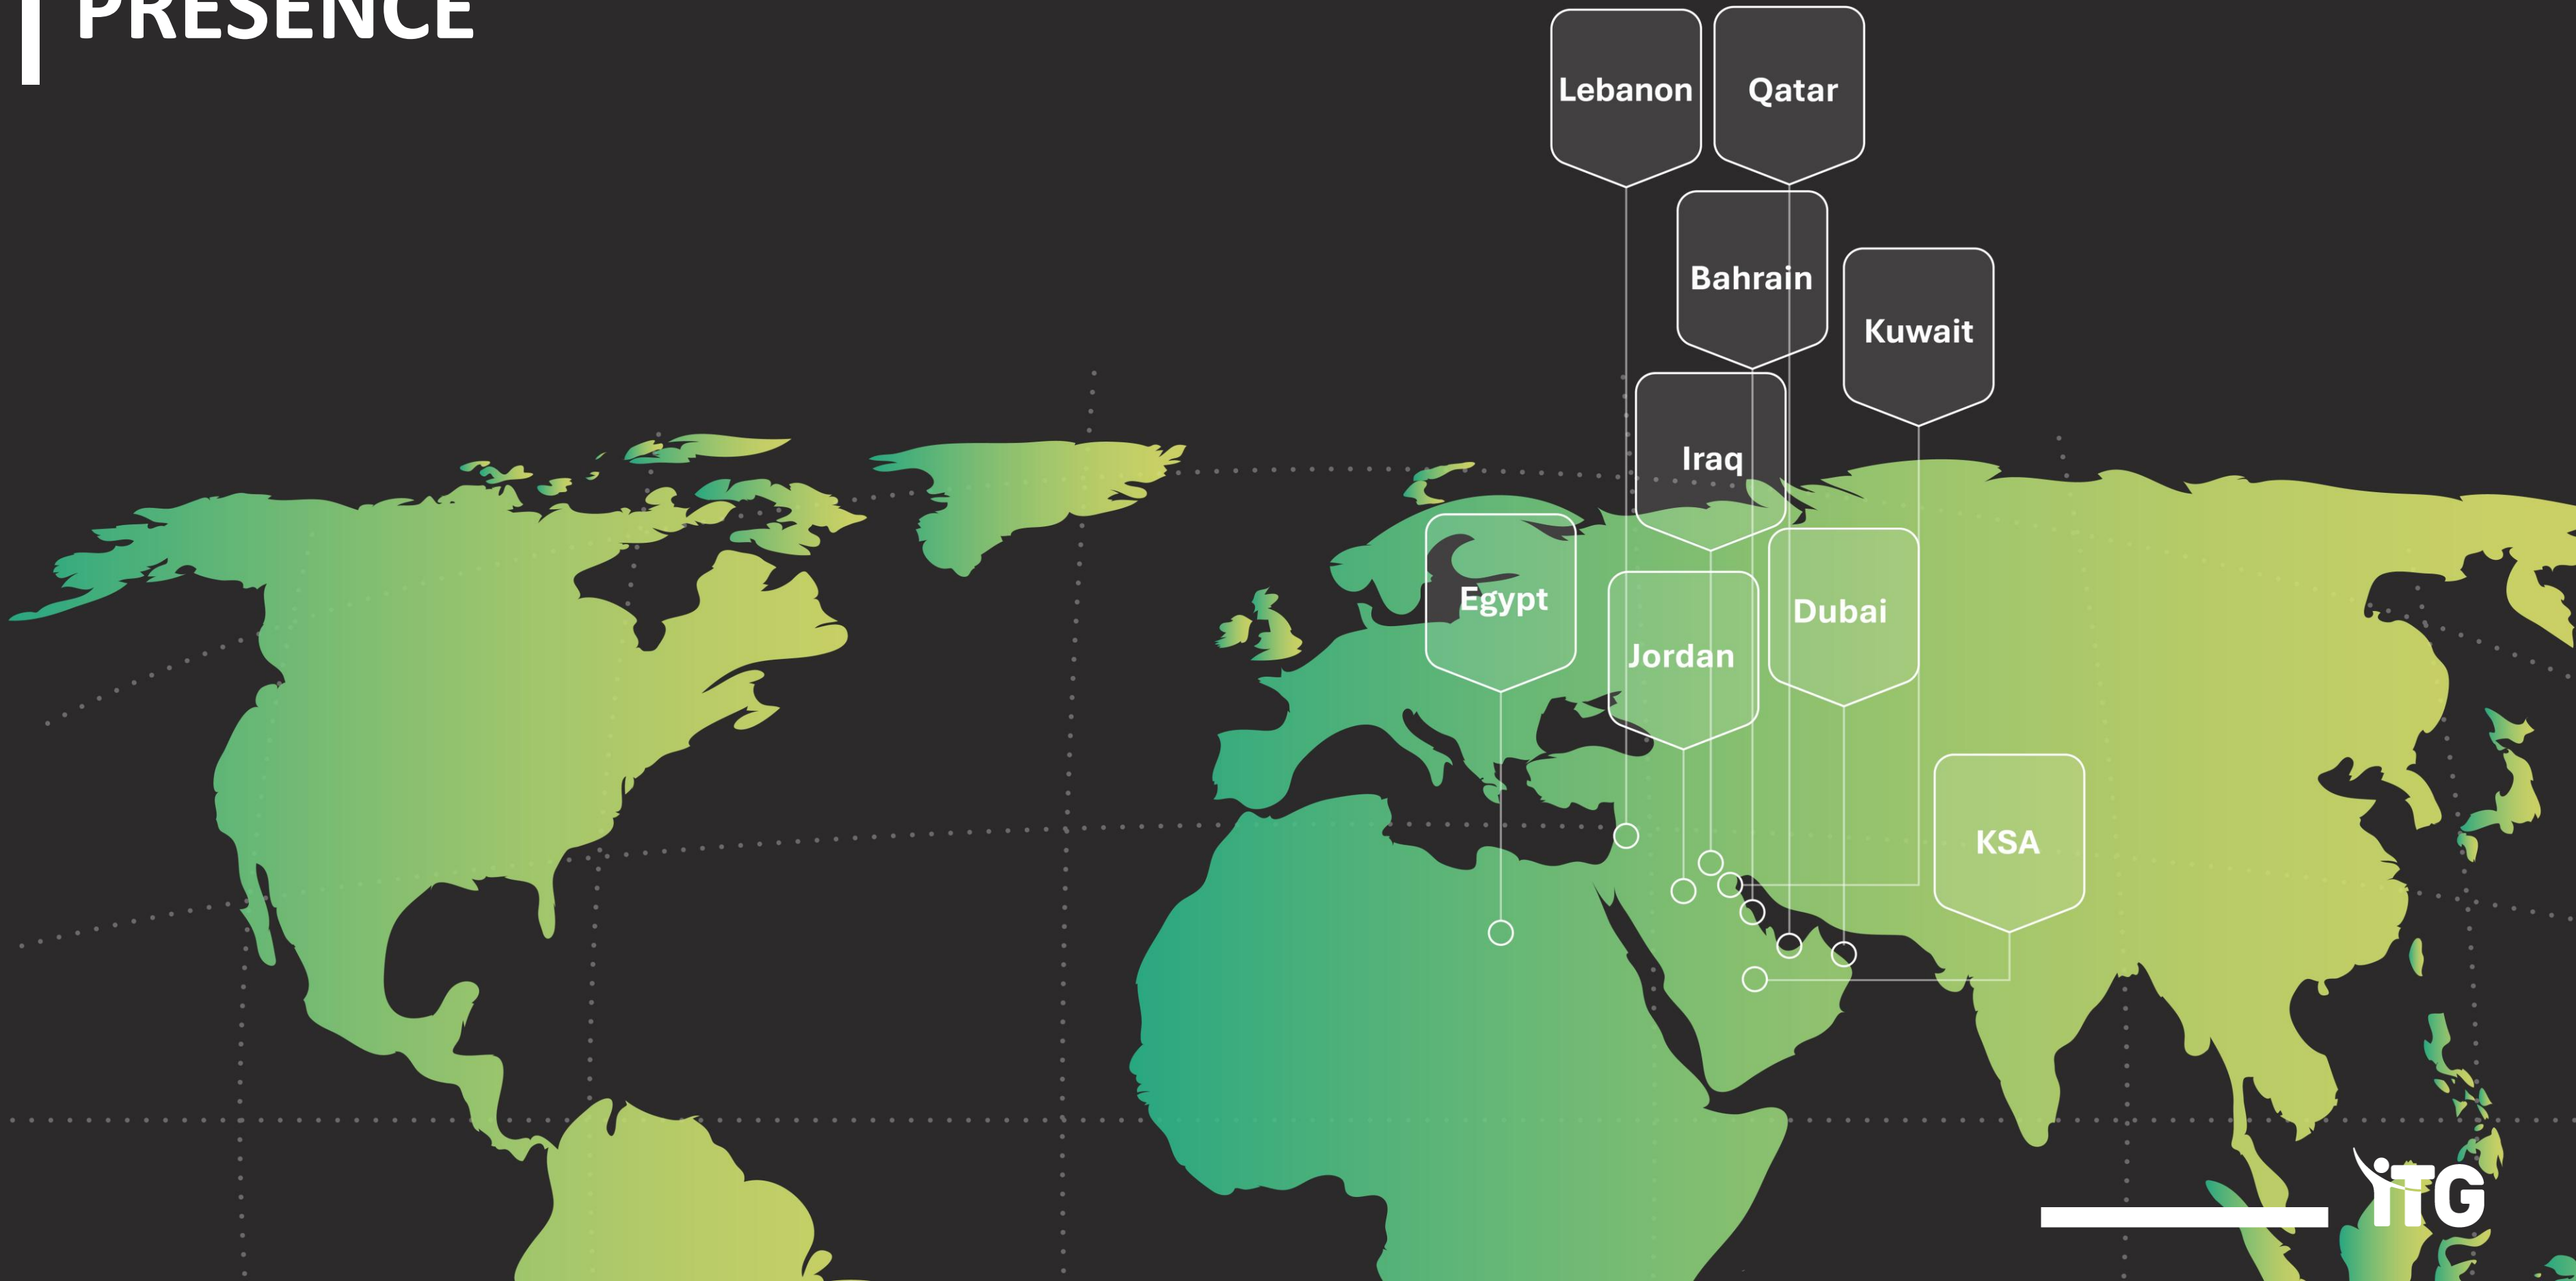 PRESENCE
Lebanon
Qatar
Bahrain
Kuwait
Iraq
Egypt
Dubai
Jordan
KSA
iTG